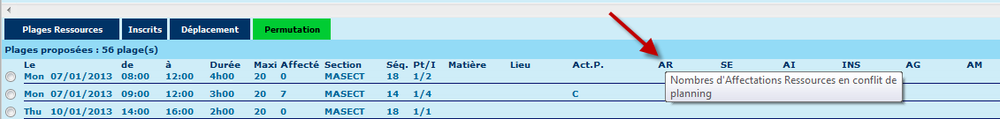 Plages Ressources Inscrits Déplacement Permutation
Plages proposées : 56 plage(s)
Le de à Durée Maxi Affecté Section Séq. Pt/I Matière Lieu Act.P. AR SE AI INS AG AM
Mon 07/01/2013 08:00 12:00 4h00 20 0 MASECT 18 1/2
Mon 07/01/2013 09:00 12:00 3h00 20 7 MASECT 14 1/4 C
Thu 10/01/2013 14:00 16:00 2h00 20 0 MASECT 18 1/1
Nombres d'Affectations Ressources en conflit de
planning